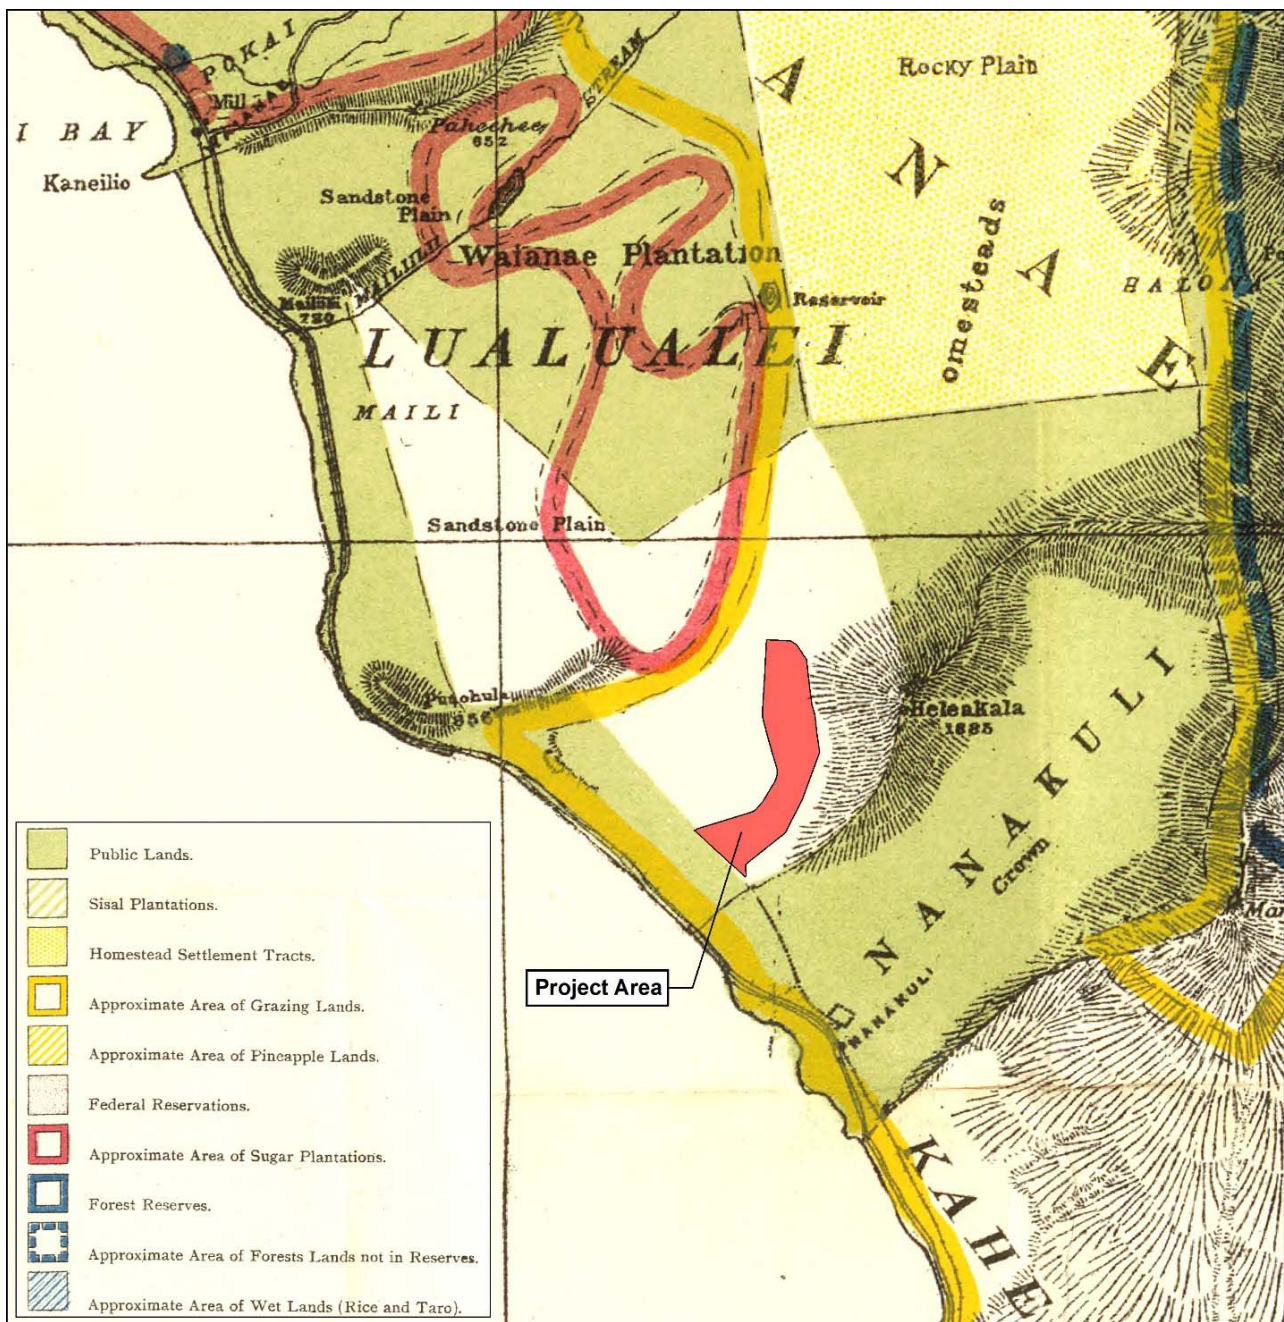 POKAI
Mill
I BAY
Kaneilio
Paheehee
652
STREAM
Sandstone
Plain
MAILIILII
Mailiili
720
Waianae Plantation
Rocky Plain
A
N
A
E
omesteads
HALONA
Reservoir
LUALUALEI
MAILI
Sandstone Plain
Puuohulu
856
Heleakala
1885
NANAKULI
Crown
NANAKULI
KAHE
Project Area
Public Lands.
Sisal Plantations.
Homestead Settlement Tracts.
Approximate Area of Grazing Lands.
Approximate Area of Pineapple Lands.
Federal Reservations.
Approximate Area of Sugar Plantations.
Forest Reserves.
Approximate Area of Forests Lands not in Reserves.
Approximate Area of Wet Lands (Rice and Taro).